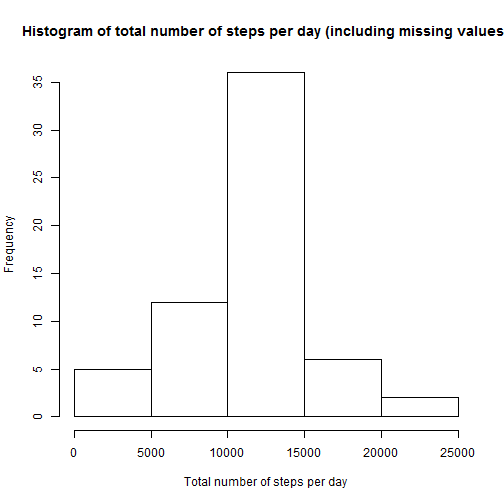 Histogram of total number of steps per day (including missing values
Frequency
35
30
25
20
15
10
5
0
0 5000 10000 15000 20000 25000
Total number of steps per day